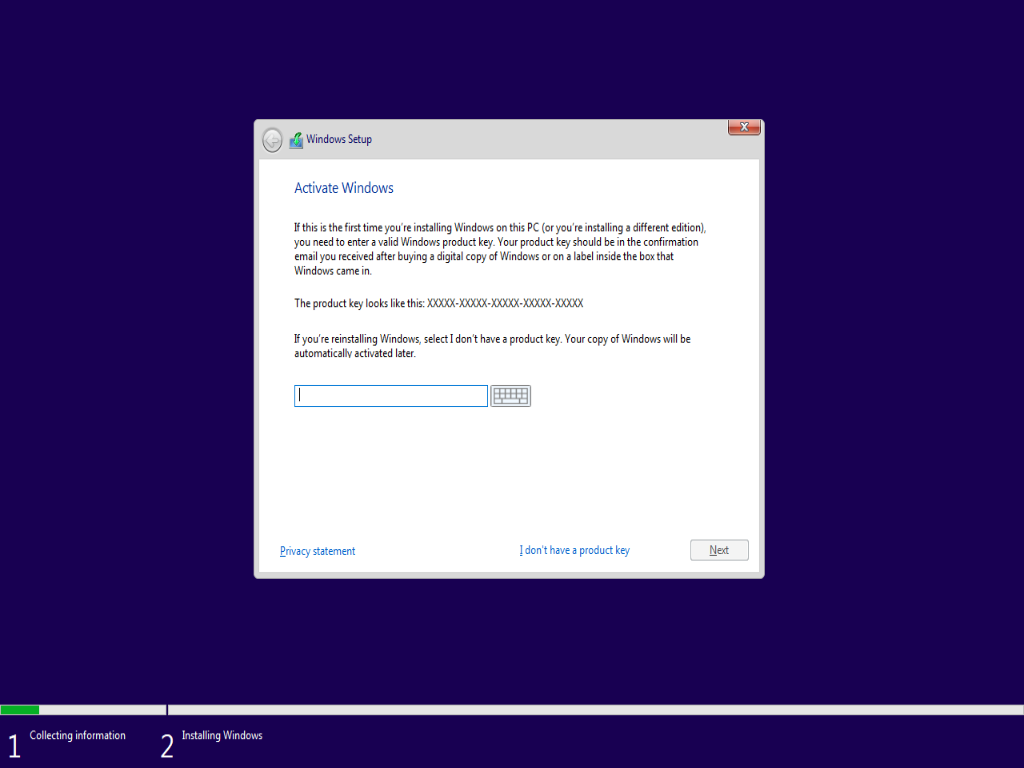 Windows Setup
Activate Windows
If this is the first time you're installing Windows on this PC (or you're installing a different edition),
you need to enter a valid Windows product key. Your product key should be in the confirmation
email you received after buying a digital copy of Windows or on a label inside the box that
Windows came in.
The product key looks like this: XXXXX-XXXXX-XXXXX-XXXXX-XXXXX
If you're reinstalling Windows, select I don't have a product key. Your copy of Windows will be
automatically activated later.
Privacy statement
I don't have a product key
Next
1 Collecting information
2 Installing Windows